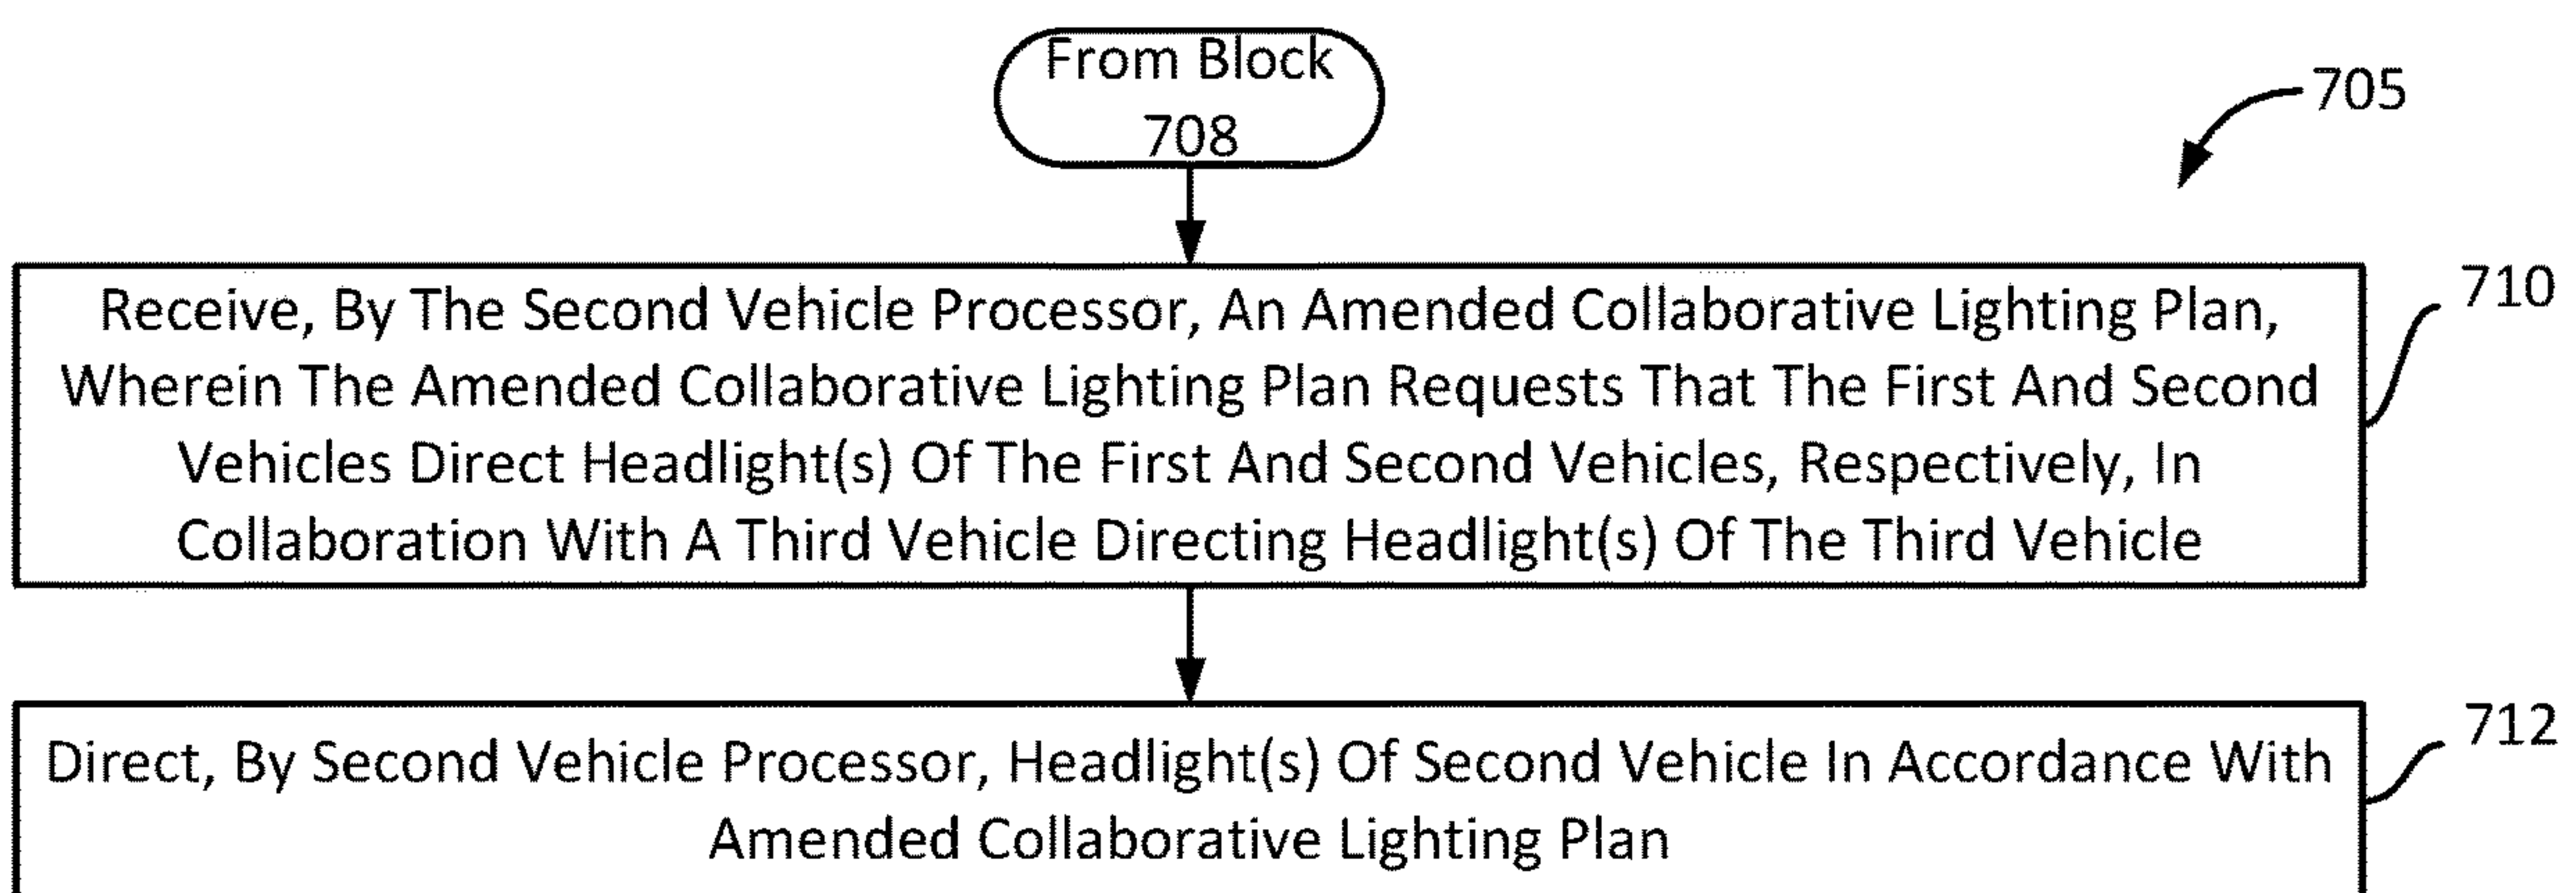 From Block
708
705
710
Receive, By The Second Vehicle Processor, An Amended Collaborative Lighting Plan,
Wherein The Amended Collaborative Lighting Plan Requests That The First And Second
Vehicles Direct Headlight(s) Of The First And Second Vehicles, Respectively, In
Collaboration With A Third Vehicle Directing Headlight(s) Of The Third Vehicle
712
Direct, By Second Vehicle Processor, Headlight(s) Of Second Vehicle In Accordance With
Amended Collaborative Lighting Plan